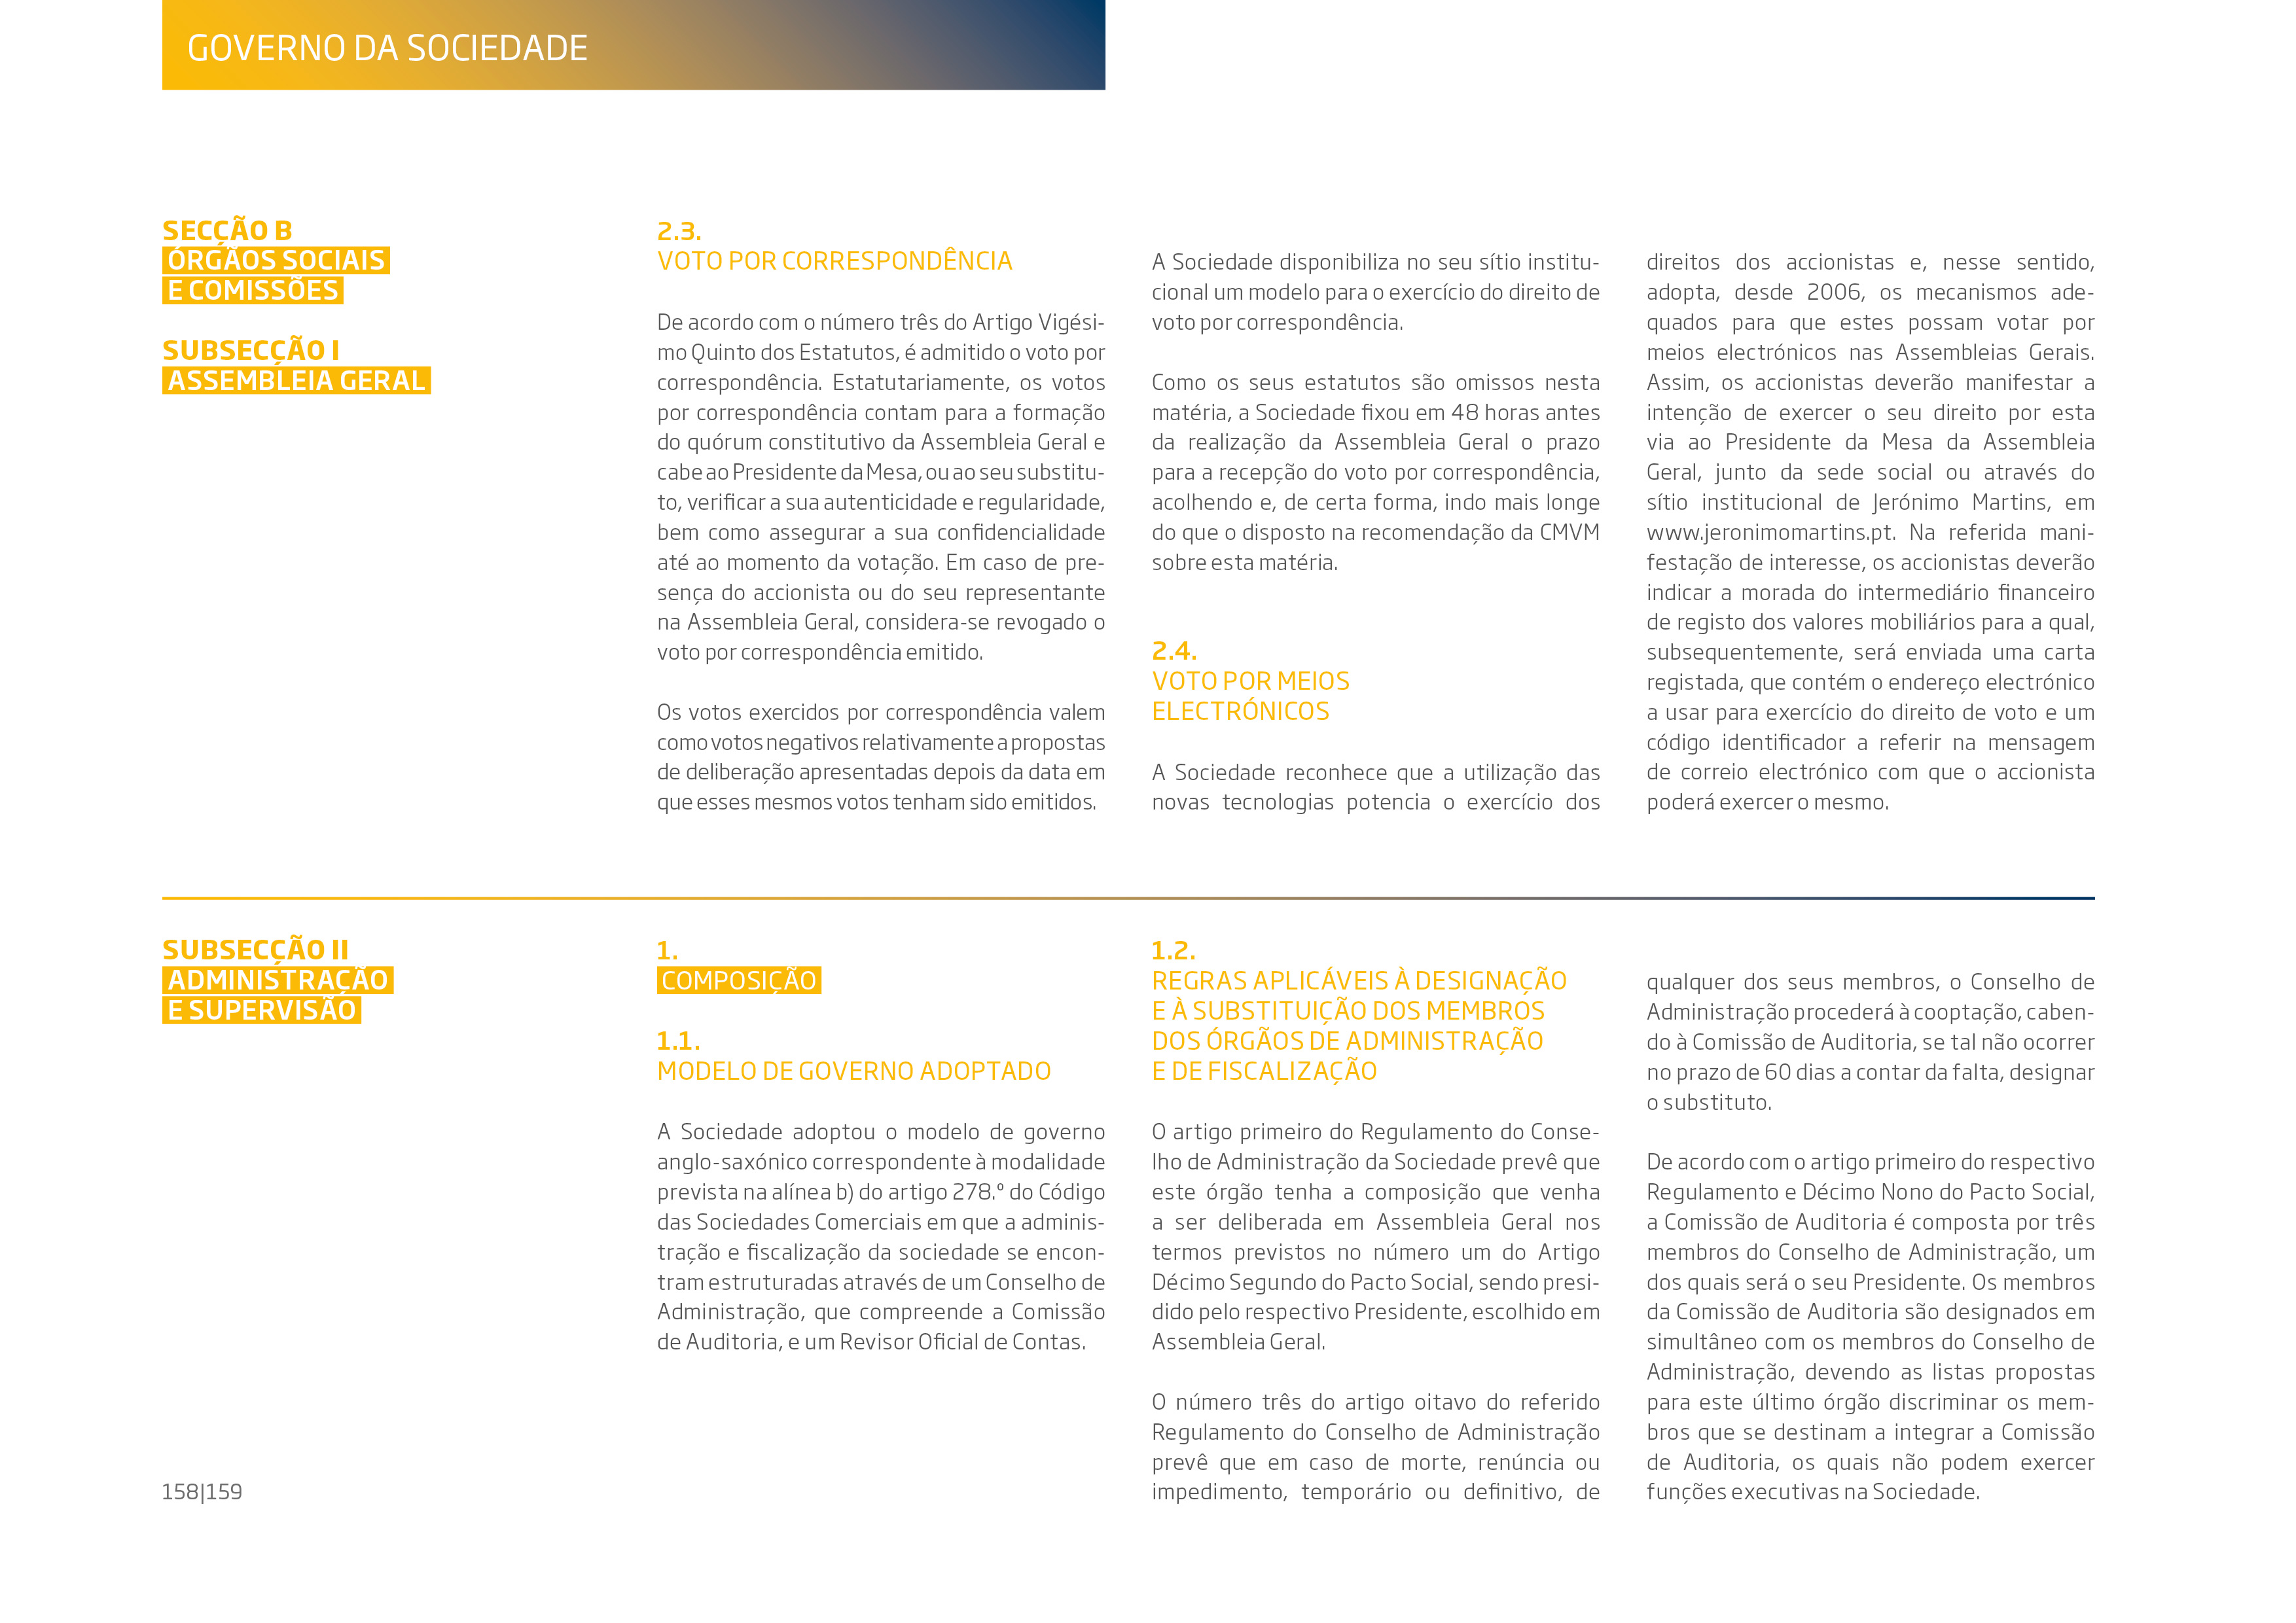 GOVERNO DA SOCIEDADE
SECÇÃO B
ÓRGÃOS SOCIAIS
E COMISSÕES
SUBSECÇÃO I
ASSEMBLEIA GERAL
2.3.
VOTO POR CORRESPONDÊNCIA
De acordo com o número três do Artigo Vigési-
mo Quinto dos Estatutos, é admitido o voto por
correspondência. Estatutariamente, os votos
por correspondência contam para a formação
do quórum constitutivo da Assembleia Geral e
cabe ao Presidente da Mesa, ou ao seu substitu-
to, verificar a sua autenticidade e regularidade,
bem como assegurar a sua confidencialidade
até ao momento da votação. Em caso de pre-
sença do accionista ou do seu representante
na Assembleia Geral, considera-se revogado o
voto por correspondência emitido.
Os votos exercidos por correspondência valem
como votos negativos relativamente a propostas
de deliberação apresentadas depois da data em
que esses mesmos votos tenham sido emitidos.
A Sociedade disponibiliza no seu sítio institu-
cional um modelo para o exercício do direito de
voto por correspondência.
Como os seus estatutos são omissos nesta
matéria, a Sociedade fixou em 48 horas antes
da realização da Assembleia Geral o prazo
para a recepção do voto por correspondência,
acolhendo e, de certa forma, indo mais longe
do que o disposto na recomendação da CMVM
sobre esta matéria.
2.4.
VOTO POR MEIOS
ELECTRÓNICOS
A Sociedade reconhece que a utilização das
novas tecnologias potencia o exercício dos
direitos dos accionistas e, nesse sentido,
adopta, desde 2006, os mecanismos ade-
quados para que estes possam votar por
meios electrónicos nas Assembleias Gerais.
Assim, os accionistas deverão manifestar a
intenção de exercer o seu direito por esta
via ao Presidente da Mesa da Assembleia
Geral, junto da sede social ou através do
sítio institucional de Jerónimo Martins, em
www.jeronimomartins.pt. Na referida mani-
festação de interesse, os accionistas deverão
indicar a morada do intermediário financeiro
de registo dos valores mobiliários para a qual,
subsequentemente, será enviada uma carta
registada, que contém o endereço electrónico
a usar para exercício do direito de voto e um
código identificador a referir na mensagem
de correio electrónico com que o accionista
poderá exercer o mesmo.
SUBSECÇÃO II
ADMINISTRAÇÃO
E SUPERVISÃO
1.
COMPOSIÇÃO
1.1.
MODELO DE GOVERNO ADOPTADO
A Sociedade adoptou o modelo de governo
anglo-saxónico correspondente à modalidade
prevista na alínea b) do artigo 278.º do Código
das Sociedades Comerciais em que a adminis-
tração e fiscalização da sociedade se encon-
tram estruturadas através de um Conselho de
Administração, que compreende a Comissão
de Auditoria, e um Revisor Oficial de Contas.
1.2.
REGRAS APLICÁVEIS À DESIGNAÇÃO
E À SUBSTITUIÇÃO DOS MEMBROS
DOS ÓRGÃOS DE ADMINISTRAÇÃO
E DE FISCALIZAÇÃO
O artigo primeiro do Regulamento do Conse-
lho de Administração da Sociedade prevê que
este órgão tenha a composição que venha
a ser deliberada em Assembleia Geral nos
termos previstos no número um do Artigo
Décimo Segundo do Pacto Social, sendo presi-
dido pelo respectivo Presidente, escolhido em
Assembleia Geral.
O número três do artigo oitavo do referido
Regulamento do Conselho de Administração
prevê que em caso de morte, renúncia ou
impedimento, temporário ou definitivo, de
qualquer dos seus membros, o Conselho de
Administração procederá à cooptação, caben-
do à Comissão de Auditoria, se tal não ocorrer
no prazo de 60 dias a contar da falta, designar
o substituto.
De acordo com o artigo primeiro do respectivo
Regulamento e Décimo Nono do Pacto Social,
a Comissão de Auditoria é composta por três
membros do Conselho de Administração, um
dos quais será o seu Presidente. Os membros
da Comissão de Auditoria são designados em
simultâneo com os membros do Conselho de
Administração, devendo as listas propostas
para este último órgão discriminar os mem-
bros que se destinam a integrar a Comissão
de Auditoria, os quais não podem exercer
funções executivas na Sociedade.
158|159